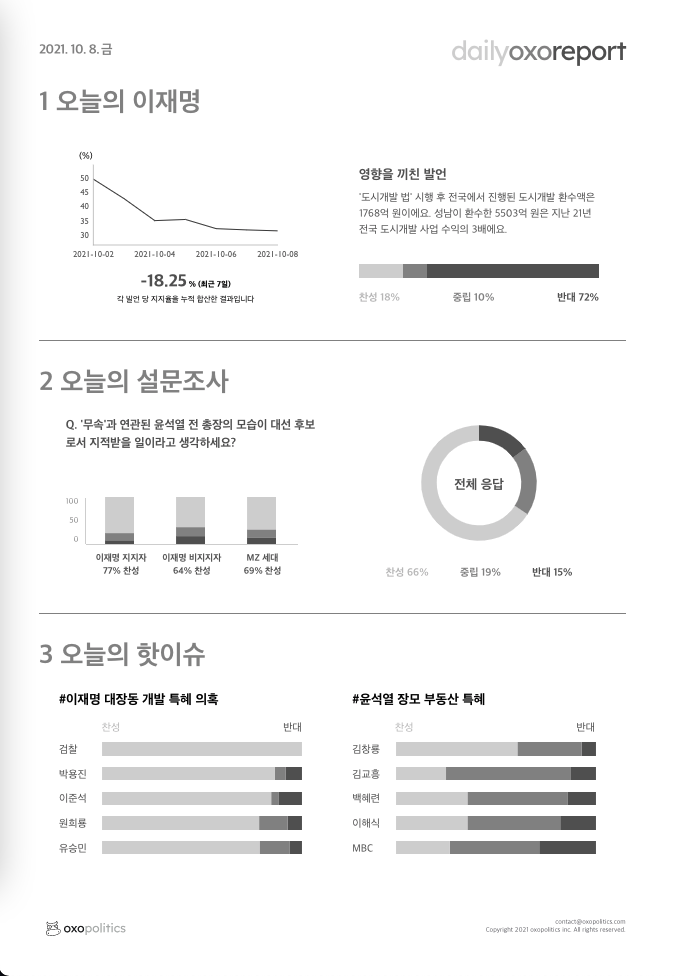 2021. 10. 8. 금
dailyoxoreport
1 오늘의 이재명
(%)
50
45
40
35
30
2021-10-02
2021-10-04
2021-10-06
2021-10-08
-18.25 % (최근 7일)
각 발언 당 지지율을 누적 합산한 결과입니다
영향을 끼친 발언
'도시개발 법' 시행 후 전국에서 진행된 도시개발 환수액은
1768억 원이에요. 성남이 환수한 5503억 원은 지난 21년
전국 도시개발 사업 수익의 3배에요.
찬성 18%
중립 10%
반대 72%
2 오늘의 설문조사
Q. '무속'과 연관된 윤석열 전 총장의 모습이 대선 후보
로서 지적받을 일이라고 생각하세요?
100
50
0
이재명 지지자
77% 찬성
이재명 비지지자
64% 찬성
MZ 세대
69% 찬성
전체 응답
찬성 66%
중립 19%
반대 15%
3 오늘의 핫이슈
#이재명 대장동 개발 특혜 의혹
찬성
반대
검찰
박용진
이준석
원희룡
유승민
#윤석열 장모 부동산 특혜
찬성
반대
김창룡
김교흥
백혜련
이해식
MBC
oxopolitics
contact@oxopolitics.com
Copyright 2021 oxopolitics inc. All rights reserved.